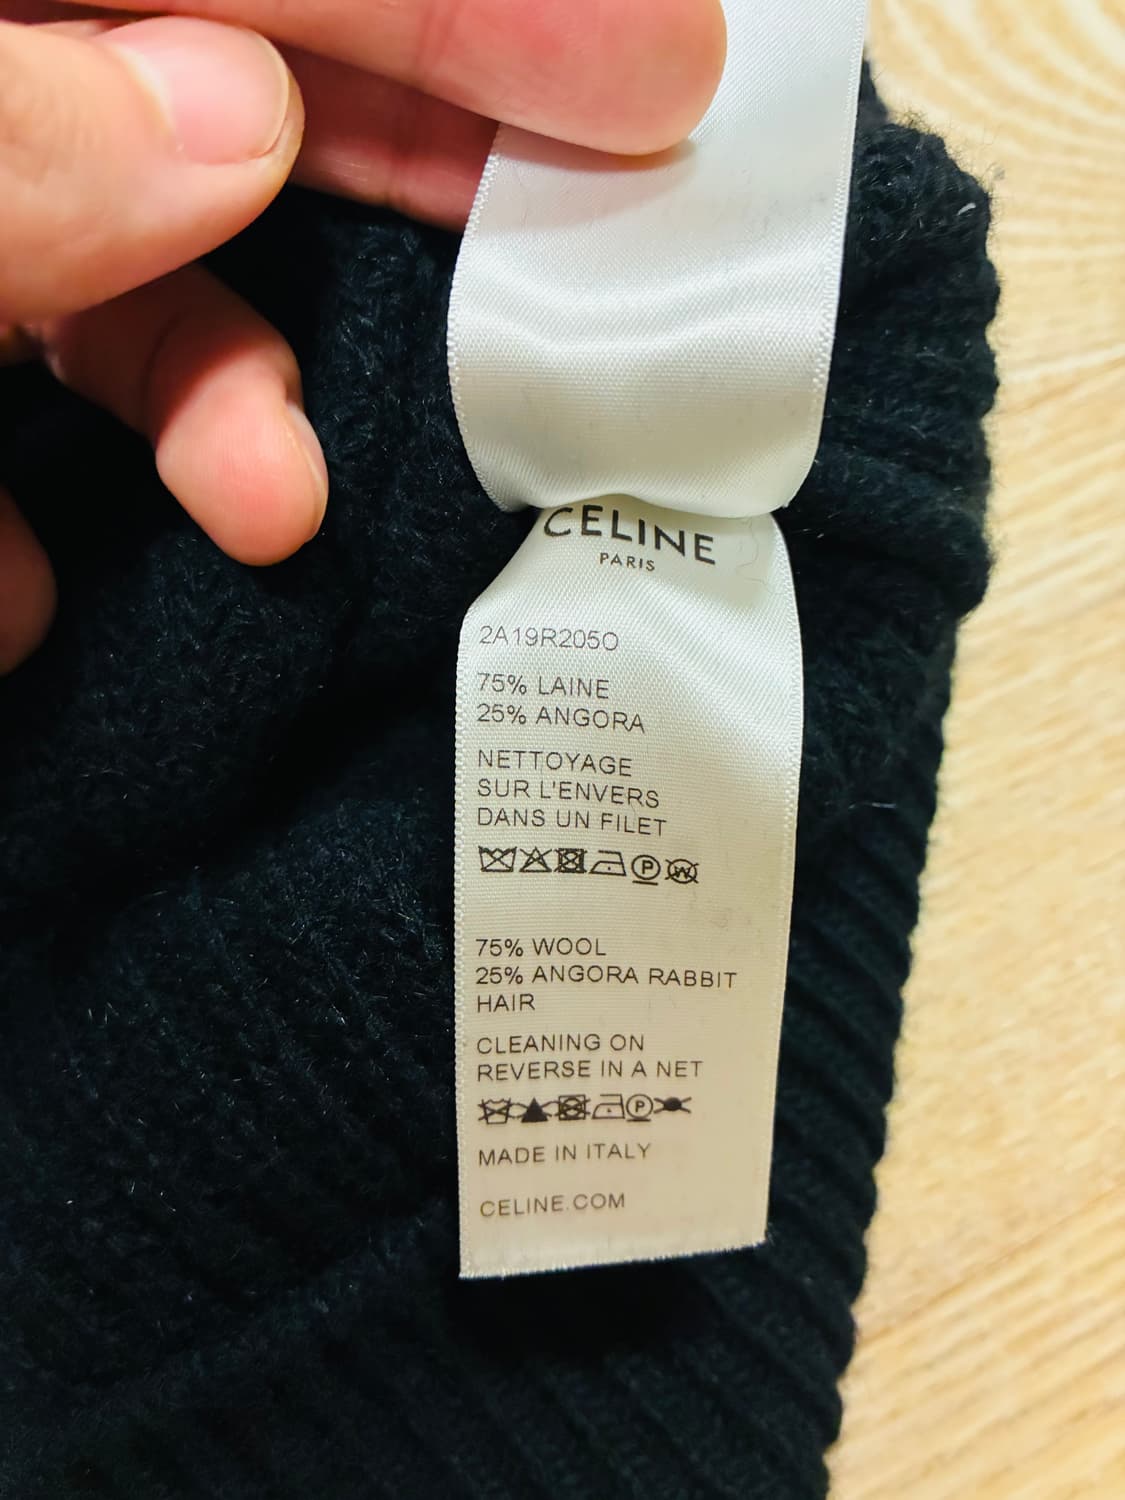 CELINE
PARIS
2A19R205O
75% LAINE
25% ANGORA
NETTOYAGE
SUR L'ENVERS
DANS UN FILET
P W
75% WOOL
25% ANGORA RABBIT
HAIR
CLEANING ON
REVERSE IN A NET
P
MADE IN ITALY
CELINE.COM